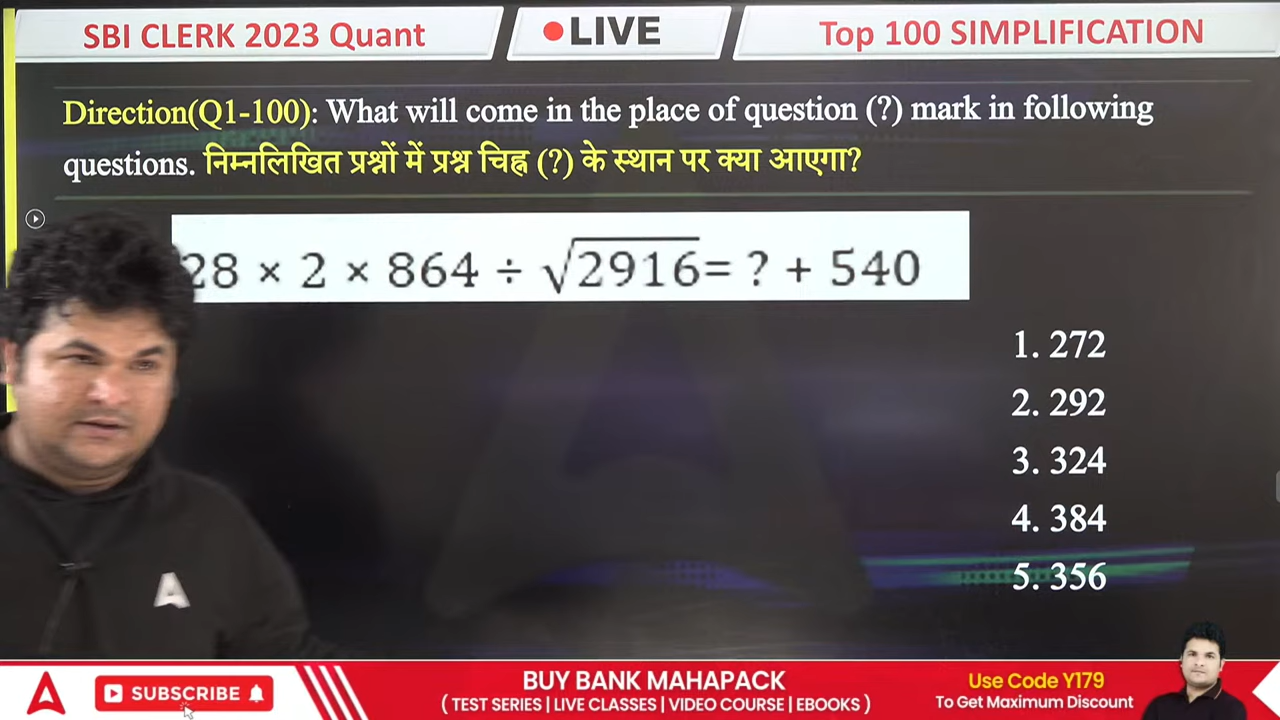 SBI CLERK 2023 Quant
LIVE
Top 100 SIMPLIFICATION
Direction(Q1-100): What will come in the place of question (?) mark in following
questions. निम्नलिखित प्रश्नों में प्रश्न चिह्न (?) के स्थान पर क्या आएगा?
28 × 2 × 864 ÷ √2916= ? + 540
1. 272
2. 292
3. 324
4. 384
5. 356
SUBSCRIBE
BUY BANK MAHAPACK
( TEST SERIES | LIVE CLASSES | VIDEO COURSE | EBOOKS )
Use Code Y179
To Get Maximum Discount